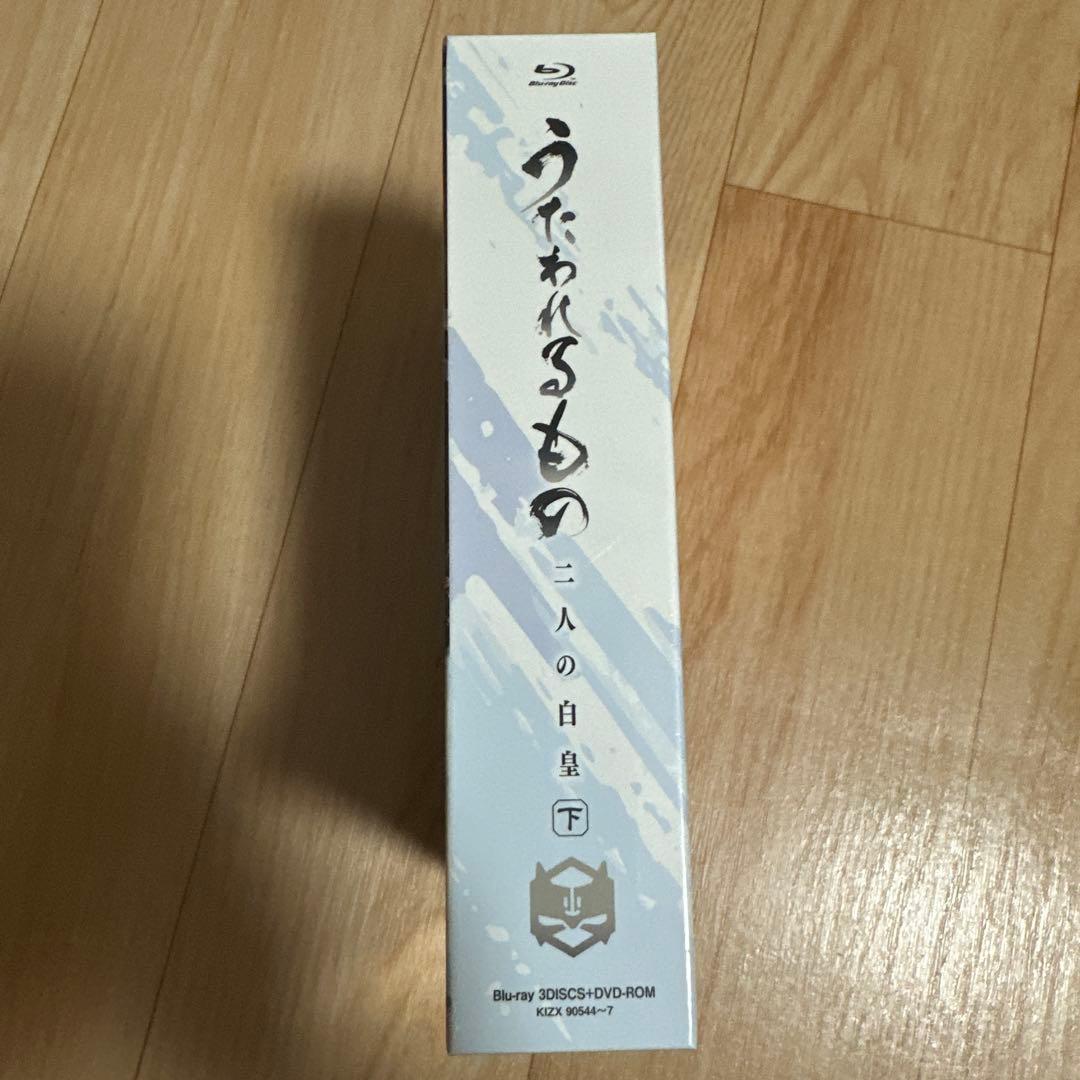 Blu-ray Disc
うたわれるもの
二人の白皇
下
Blu-ray 3DISCS+DVD-ROM
KIZX 90544〜7